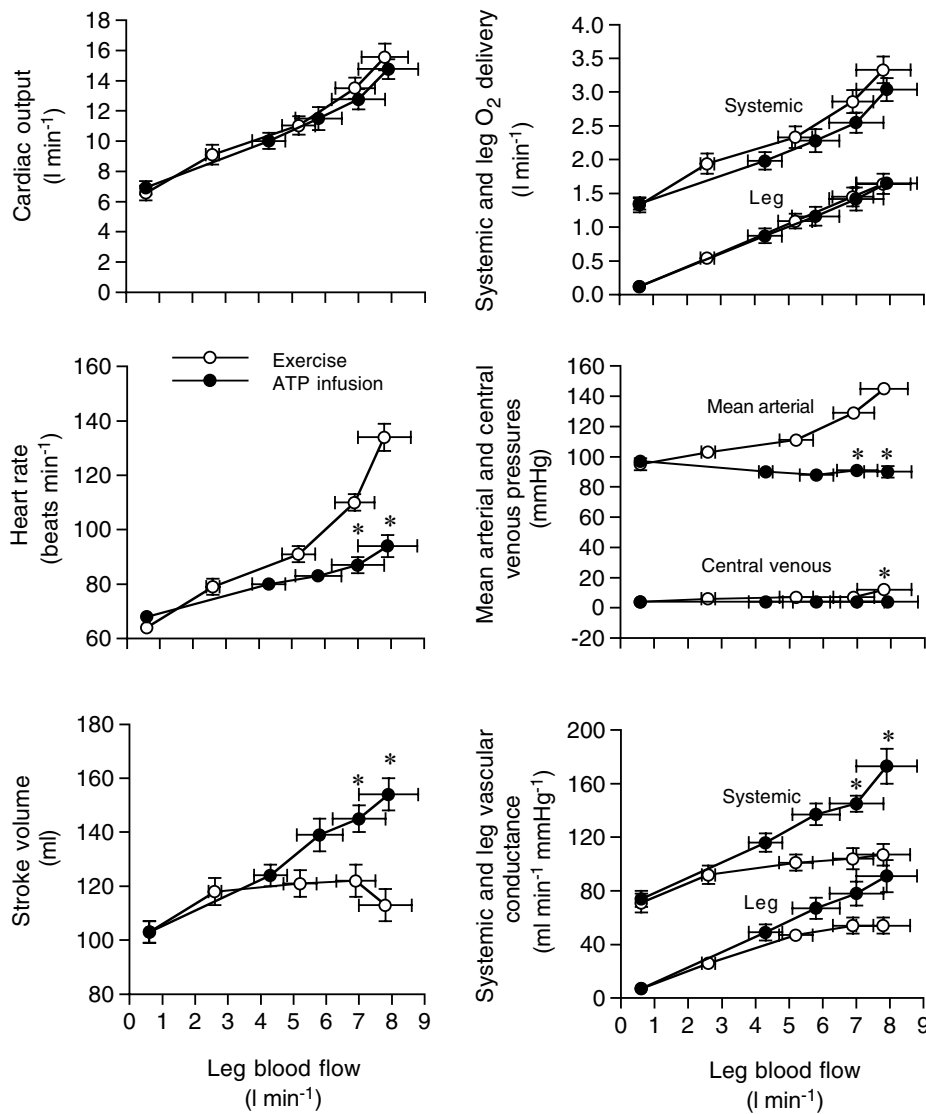 Cardiac output
(l min⁻¹)
18
16
14
12
10
8
6
4
2
0
Systemic and leg O₂ delivery
(l min⁻¹)
4.0
3.5
3.0
2.5
2.0
1.5
1.0
0.5
0.0
Systemic
Leg
Heart rate
(beats min⁻¹)
160
140
120
100
80
60
Exercise
ATP infusion
* *
Mean arterial and central
venous pressures
(mmHg)
160
140
120
100
80
60
40
20
0
-20
Mean arterial
* *
Central venous
*
Stroke volume
(ml)
180
160
140
120
100
80
* *
0 1 2 3 4 5 6 7 8 9
Leg blood flow
(l min⁻¹)
Systemic and leg vascular
conductance
(ml min⁻¹ mmHg⁻¹)
200
160
120
80
40
0
Systemic
* *
Leg
0 1 2 3 4 5 6 7 8 9
Leg blood flow
(l min⁻¹)